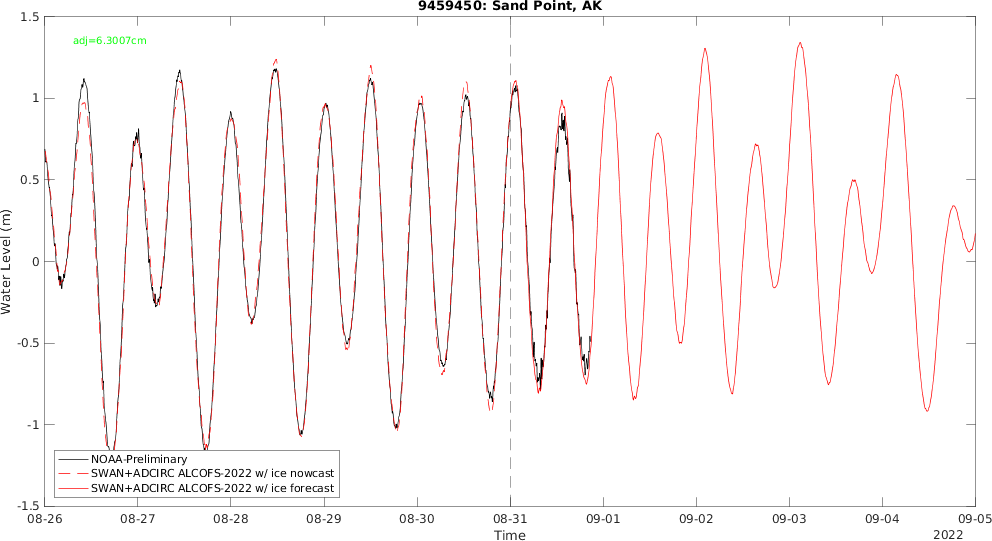 9459450: Sand Point, AK
adj=6.3007cm
1.5
1
0.5
0
-0.5
-1
-1.5
Water Level (m)
NOAA-Preliminary
SWAN+ADCIRC ALCOFS-2022 w/ ice nowcast
SWAN+ADCIRC ALCOFS-2022 w/ ice forecast
08-26 08-27 08-28 08-29 08-30 08-31 09-01 09-02 09-03 09-04 09-05
Time
2022